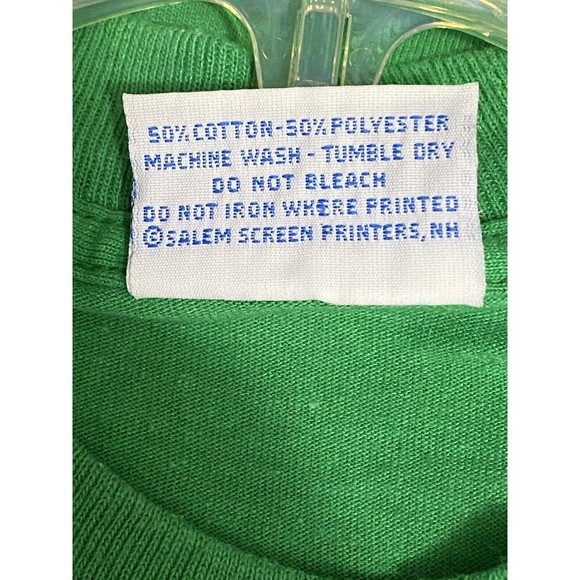 50% COTTON-50% POLYESTER
MACHINE WASH - TUMBLE DRY
DO NOT BLEACH
DO NOT IRON WHERE PRINTED
©SALEM SCREEN PRINTERS, NH